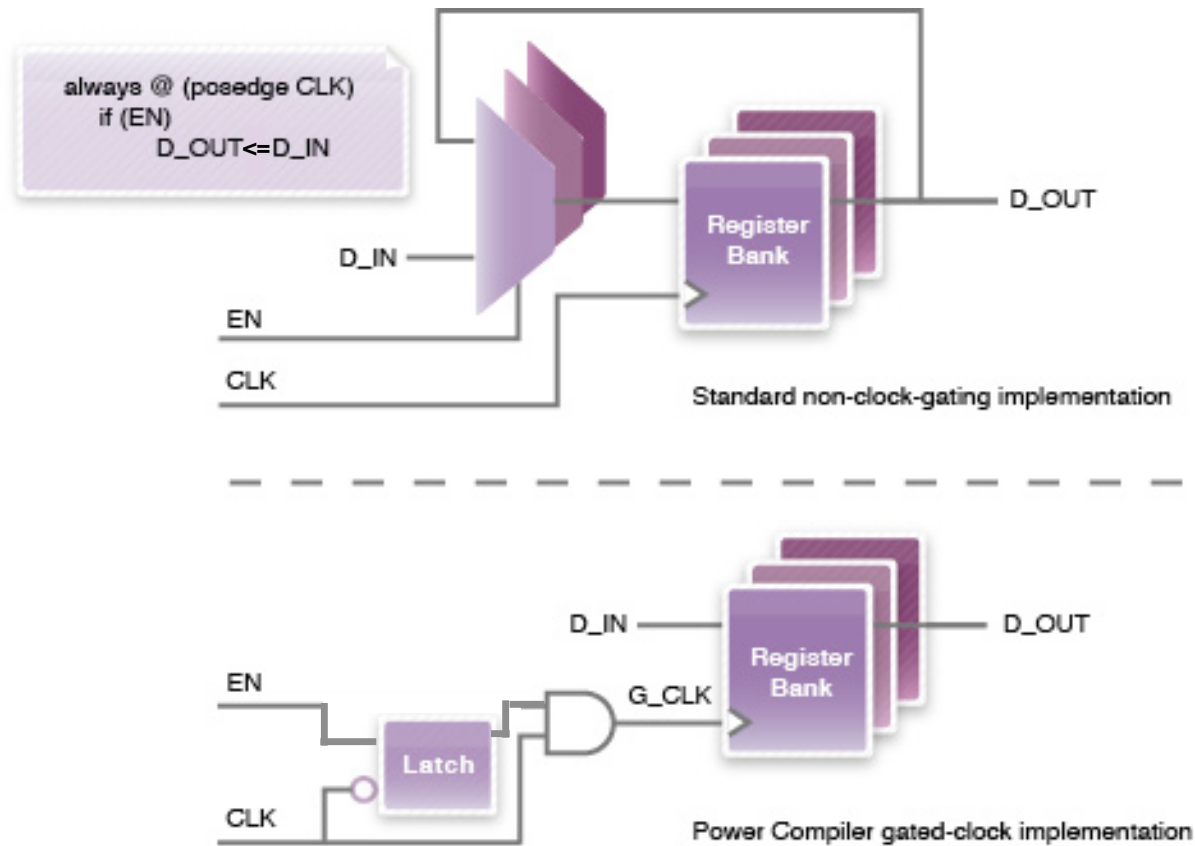 always @ (posedge CLK)
if (EN)
D_OUT<=D_IN
D_IN
EN
CLK
Register
Bank
D_OUT
Standard non-clock-gating implementation
D_IN
Register
Bank
D_OUT
EN
G_CLK
Latch
CLK
Power Compiler gated-clock implementation